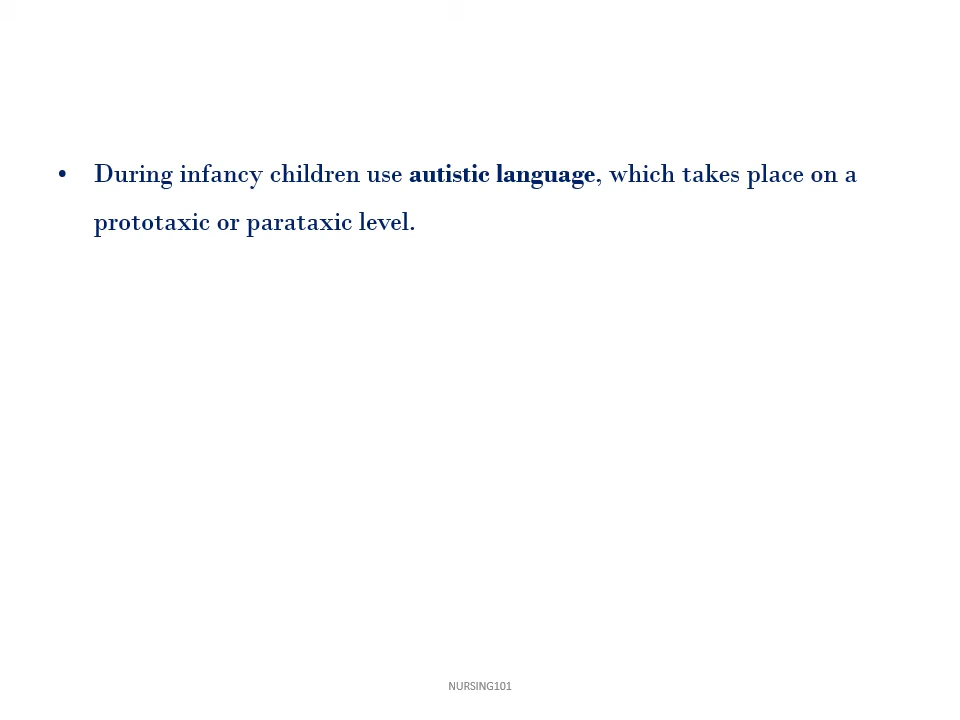 • During infancy children use autistic language, which takes place on a
prototaxic or parataxic level.
NURSING101